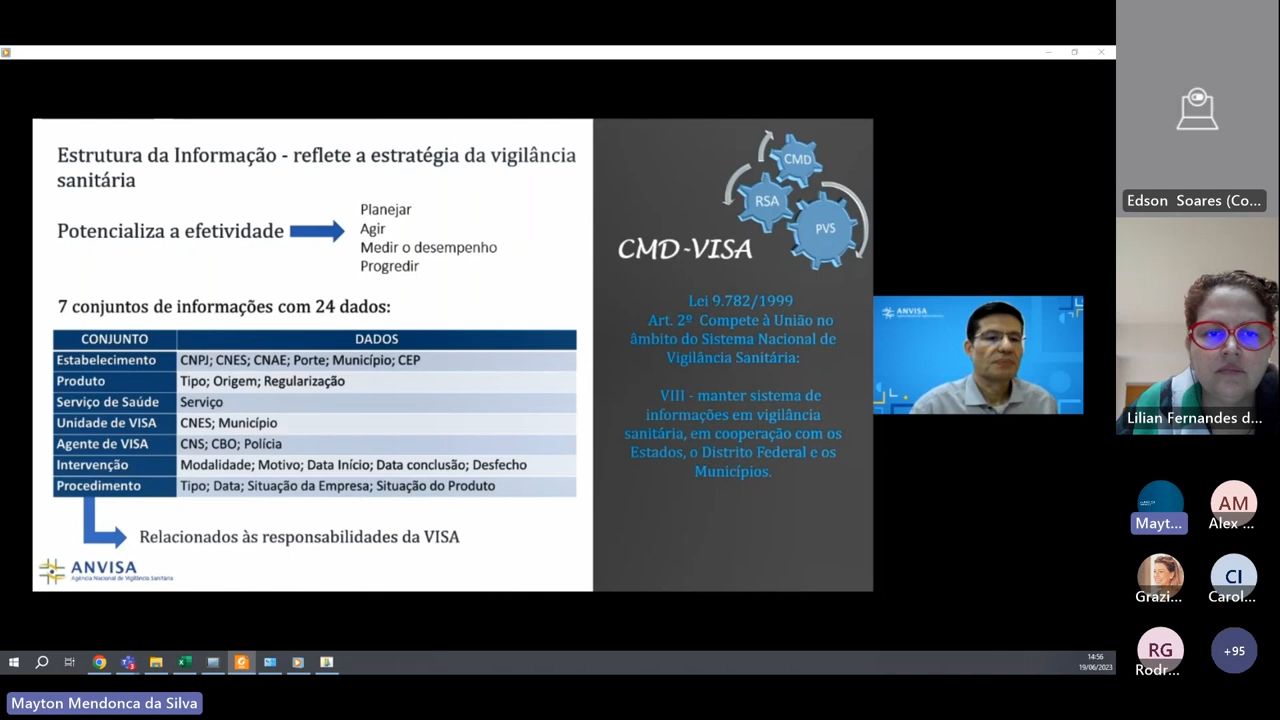 Estrutura da Informação - reflete a estratégia da vigilância
sanitária
Potencializa a efetividade
Planejar
Agir
Medir o desempenho
Progredir
7 conjuntos de informações com 24 dados:
CONJUNTO DADOS
Estabelecimento CNPJ; CNES; CNAE; Porte; Município; CEP
Produto Tipo; Origem; Regularização
Serviço de Saúde Serviço
Unidade de VISA CNES; Município
Agente de VISA CNS; CBO; Polícia
Intervenção Modalidade; Motivo; Data Início; Data conclusão; Desfecho
Procedimento Tipo; Data; Situação da Empresa; Situação do Produto
Relacionados às responsabilidades da VISA
ANVISA
Agência Nacional de Vigilância Sanitária
CMD
RSA
PVS
CMD-VISA
Lei 9.782/1999
Art. 2º Compete à União no
âmbito do Sistema Nacional de
Vigilância Sanitária:
VIII - manter sistema de
informações em vigilância
sanitária, em cooperação com os
Estados, o Distrito Federal e os
Municípios.
ANVISA
Edson Soares (Co...
Lilian Fernandes d...
Mayt...
AM
Alex ...
Grazi...
CI
Carol...
RG
Rodr...
+95
14:56
19/06/2023
Mayton Mendonca da Silva